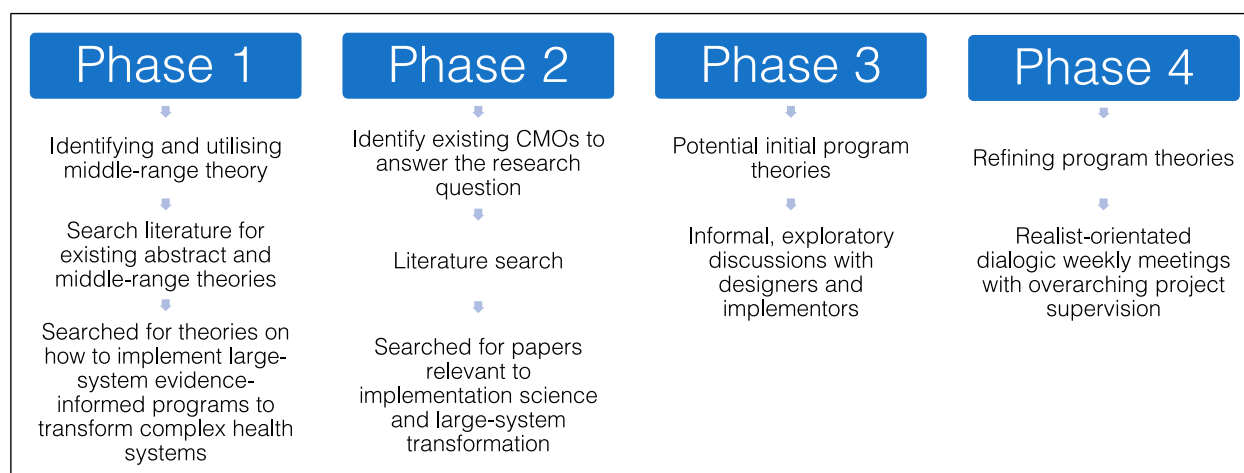 Phase 1
Identifying and utilising
middle-range theory
Search literature for
existing abstract and
middle-range theories
Searched for theories on
how to implement large-
system evidence-
informed programs to
transform complex health
systems
Phase 2
Identify existing CMOs to
answer the research
question
Literature search
Searched for papers
relevant to
implementation science
and large-system
transformation
Phase 3
Potential initial program
theories
Informal, exploratory
discussions with
designers and
implementors
Phase 4
Refining program theories
Realist-orientated
dialogic weekly meetings
with overarching project
supervision